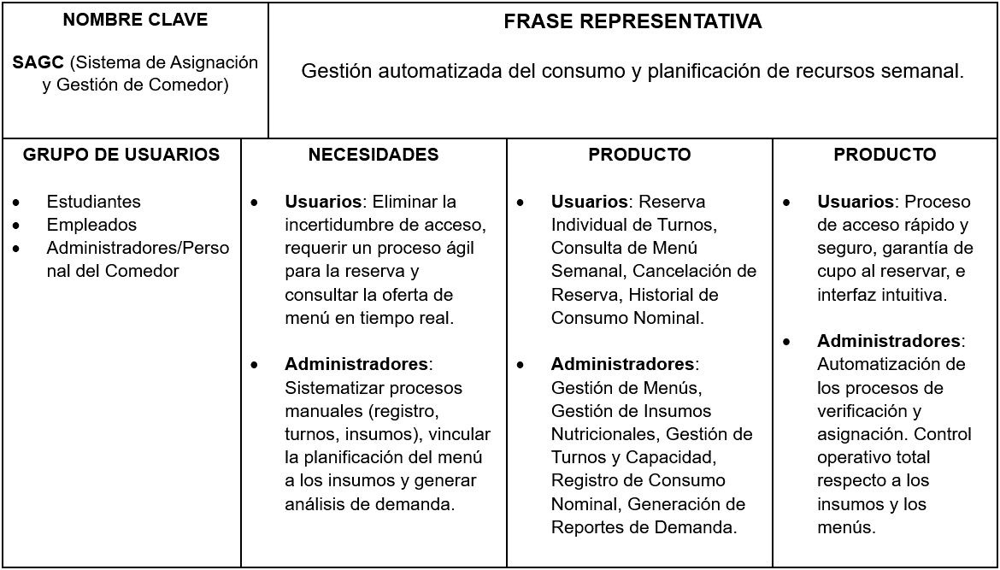 NOMBRE CLAVE
SAGC (Sistema de Asignación
y Gestión de Comedor)
FRASE REPRESENTATIVA
Gestión automatizada del consumo y planificación de recursos semanal.
GRUPO DE USUARIOS
• Estudiantes
• Empleados
• Administradores/Perso
nal del Comedor
NECESIDADES
• Usuarios: Eliminar la
incertidumbre de acceso,
requerir un proceso ágil
para la reserva y
consultar la oferta de
menú en tiempo real.
• Administradores:
Sistematizar procesos
manuales (registro,
turnos, insumos), vincular
la planificación del menú
a los insumos y generar
análisis de demanda.
PRODUCTO
• Usuarios: Reserva
Individual de Turnos,
Consulta de Menú
Semanal, Cancelación de
Reserva, Historial de
Consumo Nominal.
• Administradores:
Gestión de Menús,
Gestión de Insumos
Nutricionales, Gestión de
Turnos y Capacidad,
Registro de Consumo
Nominal, Generación de
Reportes de Demanda.
PRODUCTO
• Usuarios: Proceso
de acceso rápido y
seguro, garantía de
cupo al reservar, e
interfaz intuitiva.
• Administradores:
Automatización de
los procesos de
verificación y
asignación. Control
operativo total
respecto a los
insumos y los
menús.